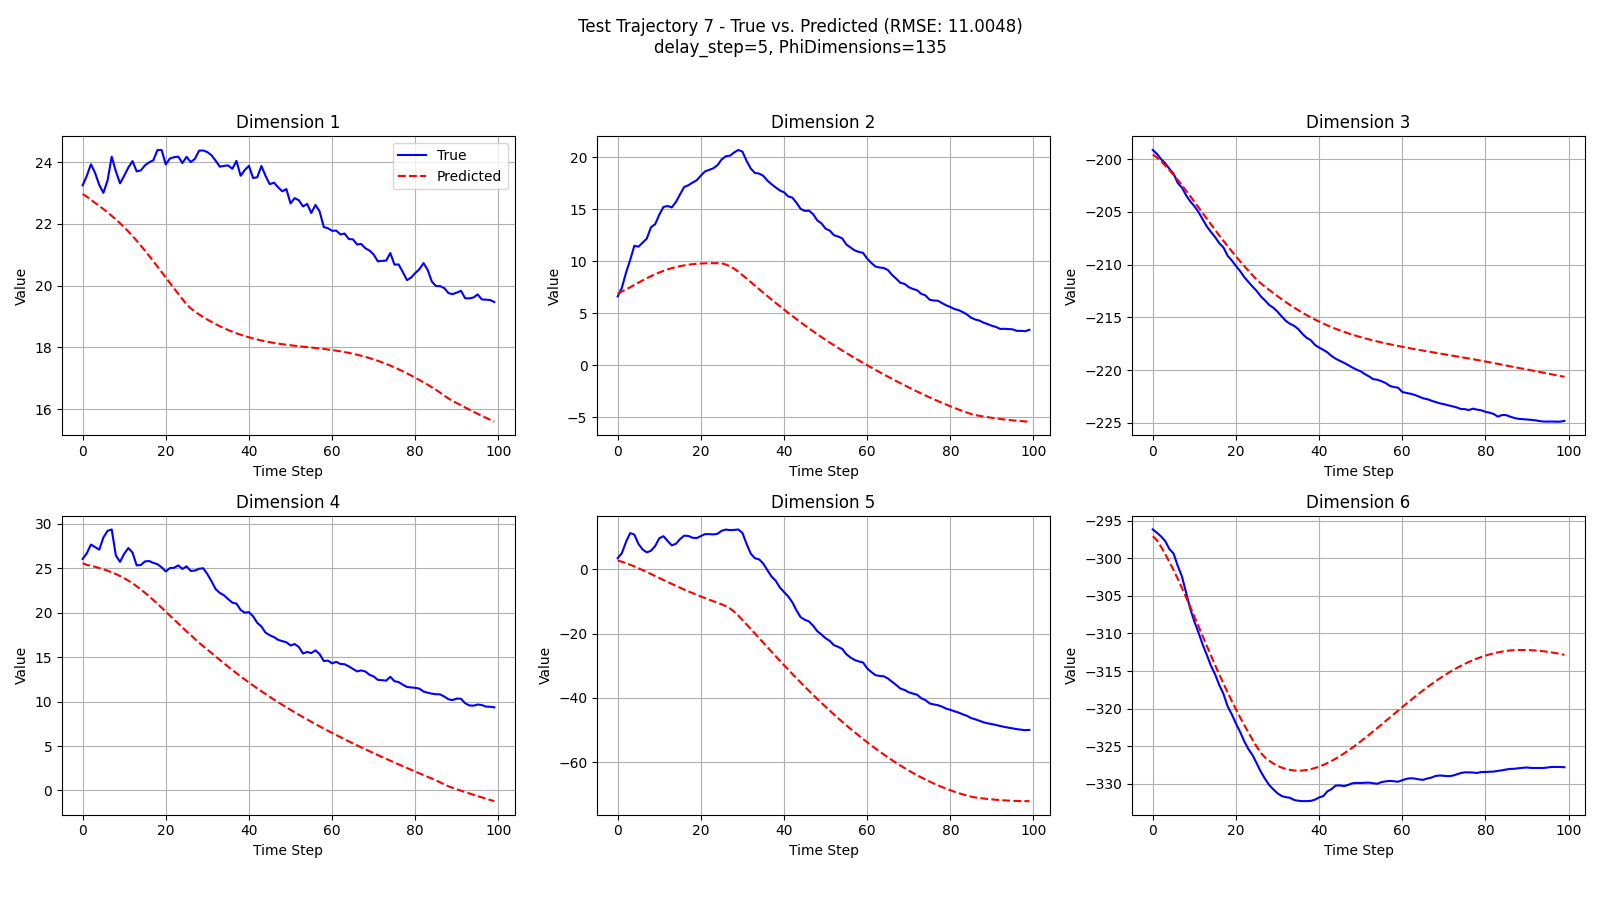 Test Trajectory 7 - True vs. Predicted (RMSE: 11.0048)
delay_step=5, PhiDimensions=135
Dimension 1
Value
24
22
20
18
16
True
Predicted
0 20 40 60 80 100
Time Step
Dimension 2
Value
20
15
10
5
0
−5
0 20 40 60 80 100
Time Step
Dimension 3
Value
−200
−205
−210
−215
−220
−225
0 20 40 60 80 100
Time Step
Dimension 4
Value
30
25
20
15
10
5
0
0 20 40 60 80 100
Time Step
Dimension 5
Value
0
−20
−40
−60
0 20 40 60 80 100
Time Step
Dimension 6
Value
−295
−300
−305
−310
−315
−320
−325
−330
0 20 40 60 80 100
Time Step